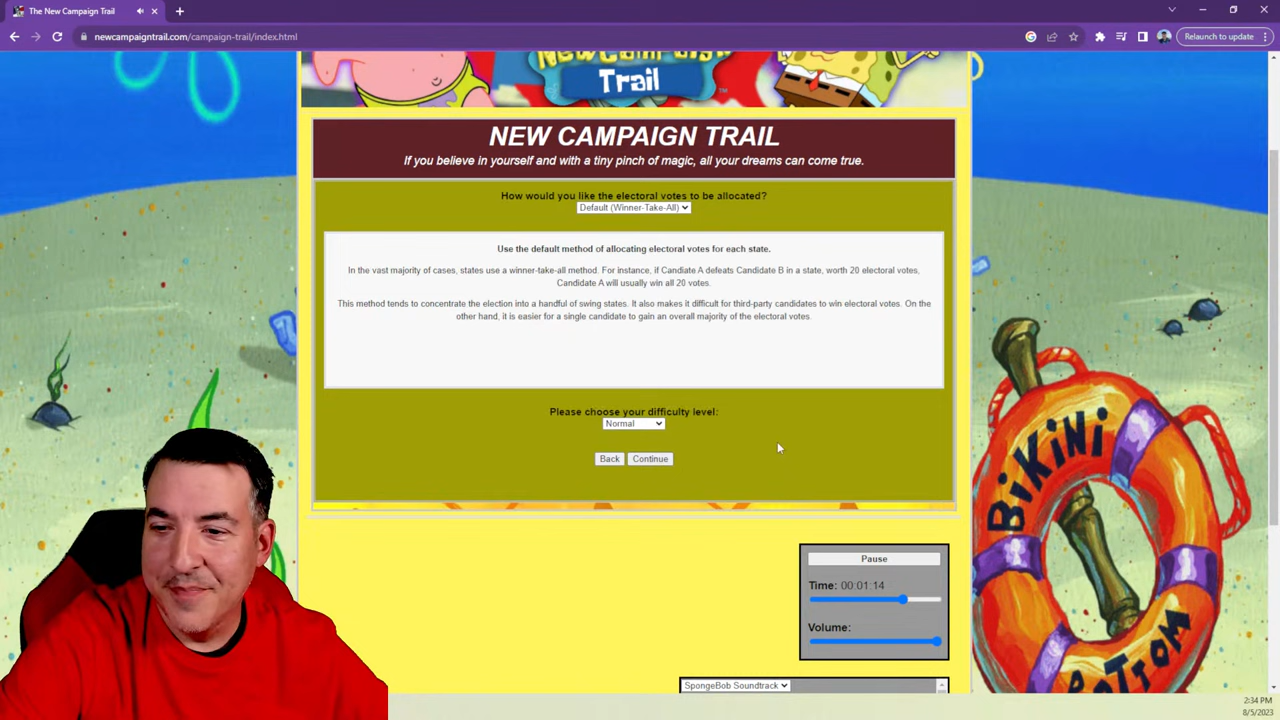 The New Campaign Trail
newcampaigntrail.com/campaign-trail/index.html
Relaunch to update
Trail
NEW CAMPAIGN TRAIL
If you believe in yourself and with a tiny pinch of magic, all your dreams can come true.
How would you like the electoral votes to be allocated?
Default (Winner-Take-All)
Use the default method of allocating electoral votes for each state.
In the vast majority of cases, states use a winner-take-all method. For instance, if Candiate A defeats Candidate B in a state, worth 20 electoral votes,
Candidate A will usually win all 20 votes.
This method tends to concentrate the election into a handful of swing states. It also makes it difficult for third-party candidates to win electoral votes. On the
other hand, it is easier for a single candidate to gain an overall majority of the electoral votes.
Please choose your difficulty level:
Normal
Back Continue
BIKINI
BOTTOM
Pause
Time: 00:01:14
Volume:
SpongeBob Soundtrack
2:34 PM
8/5/2023